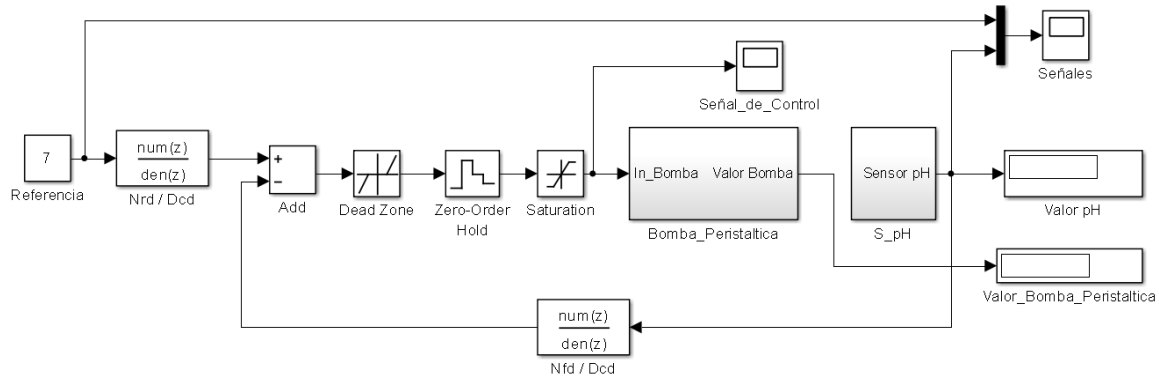 Señales
Señal_de_Control
7
Referencia
num(z)
den(z)
Nrd / Dcd
+
−
Add
Dead Zone
Zero-Order
Hold
Saturation
In_Bomba Valor Bomba
Bomba_Peristaltica
Sensor pH
S_pH
Valor pH
Valor_Bomba_Peristaltica
num(z)
den(z)
Nfd / Dcd